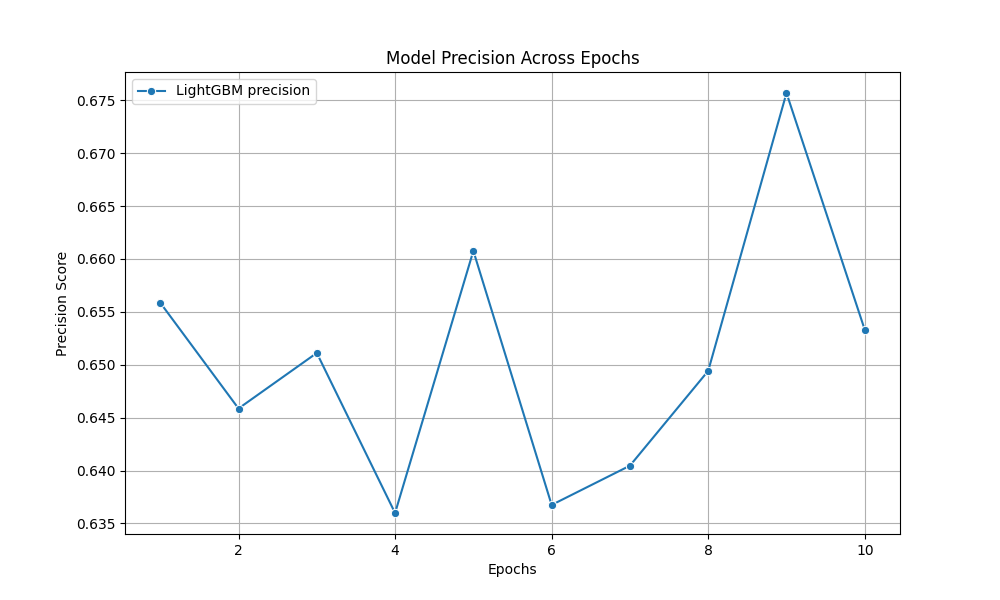 Model Precision Across Epochs
LightGBM precision
Precision Score
0.675
0.670
0.665
0.660
0.655
0.650
0.645
0.640
0.635
2 4 6 8 10
Epochs